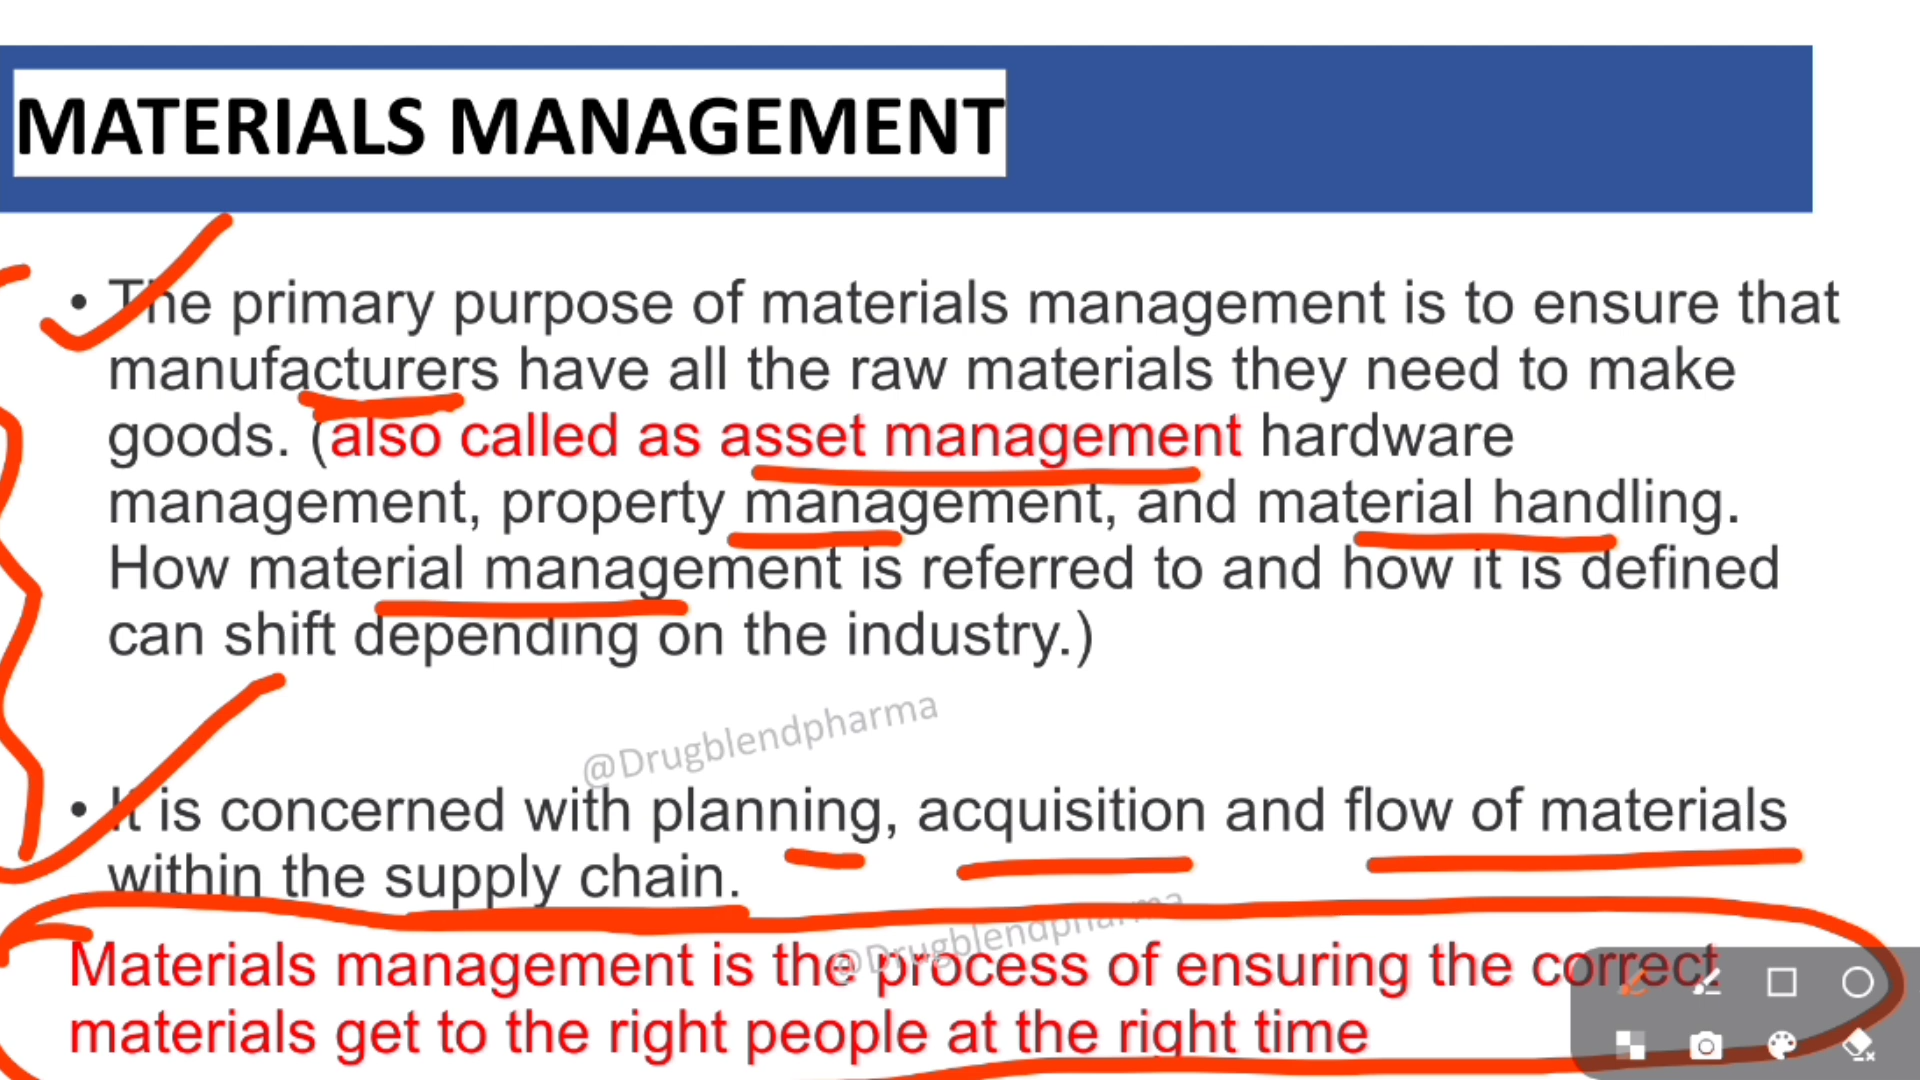 MATERIALS MANAGEMENT
• The primary purpose of materials management is to ensure that
manufacturers have all the raw materials they need to make
goods. (also called as asset management hardware
management, property management, and material handling.
How material management is referred to and how it is defined
can shift depending on the industry.)
@Drugblendpharma
• It is concerned with planning, acquisition and flow of materials
within the supply chain.
@Drugblendpharma
Materials management is the process of ensuring the correct
materials get to the right people at the right time